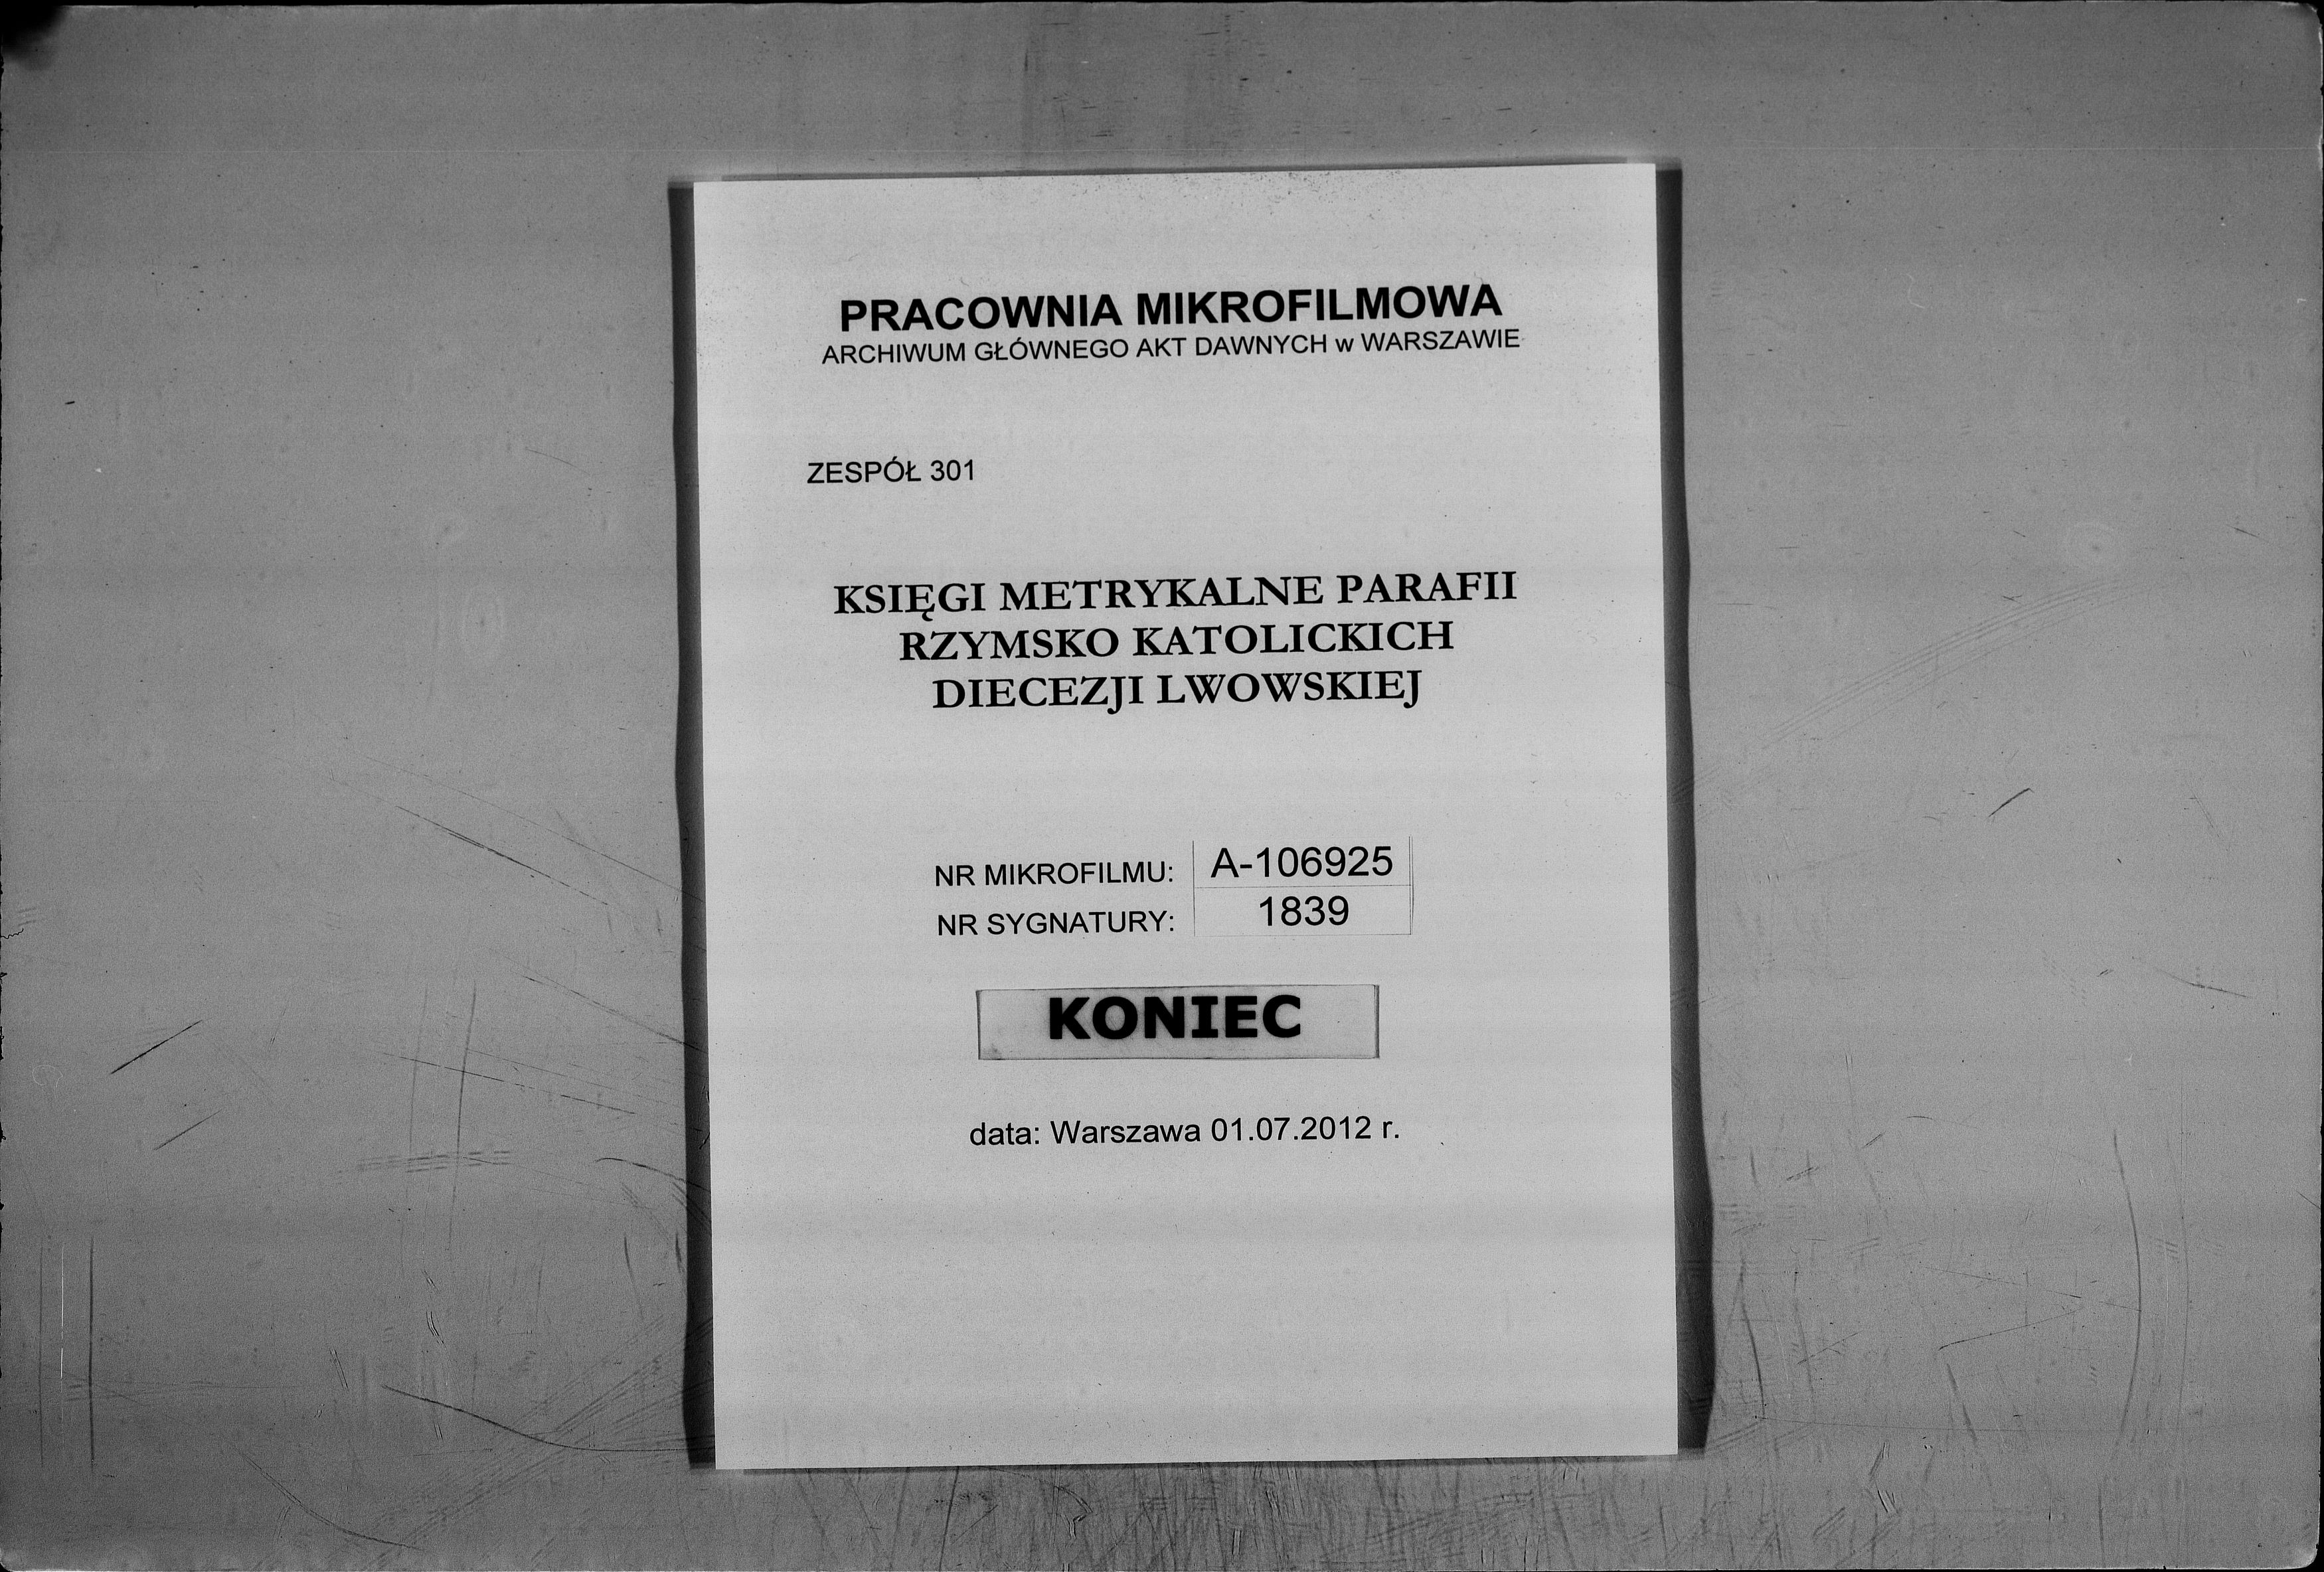 PRACOWNIA MIKROFILMOWA
ARCHIWUM GŁÓWNEGO AKT DAWNYCH w WARSZAWIE
ZESPÓŁ 301
KSIĘGI METRYKALNE PARAFII
RZYMSKO KATOLICKICH
DIECEZJI LWOWSKIEJ
NR MIKROFILMU: A-106925
NR SYGNATURY: 1839
KONIEC
data: Warszawa 01.07.2012 r.